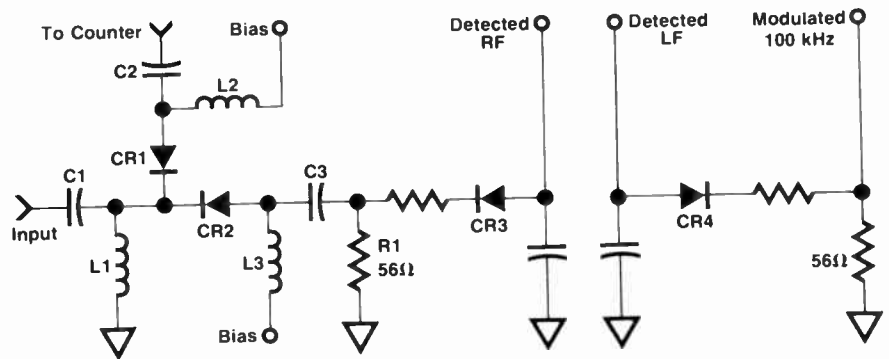 To Counter
Bias
Detected
RF
Detected
LF
Modulated
100 kHz
C2
L2
CR1
C1
C3
Input
CR2
CR3
CR4
L1
L3
R1
56Ω
56Ω
Bias